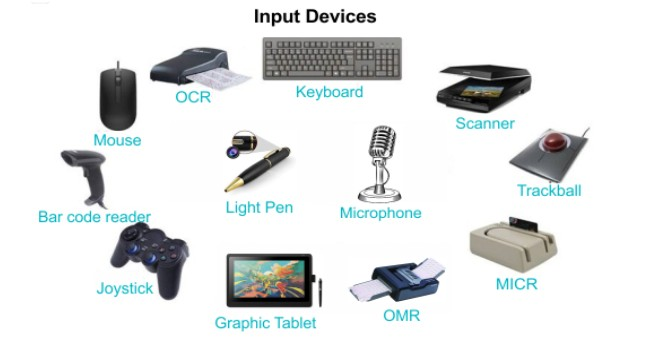 Input Devices
OCR
Keyboard
Scanner
Mouse
Trackball
Bar code reader
Light Pen
Microphone
Joystick
Graphic Tablet
OMR
MICR